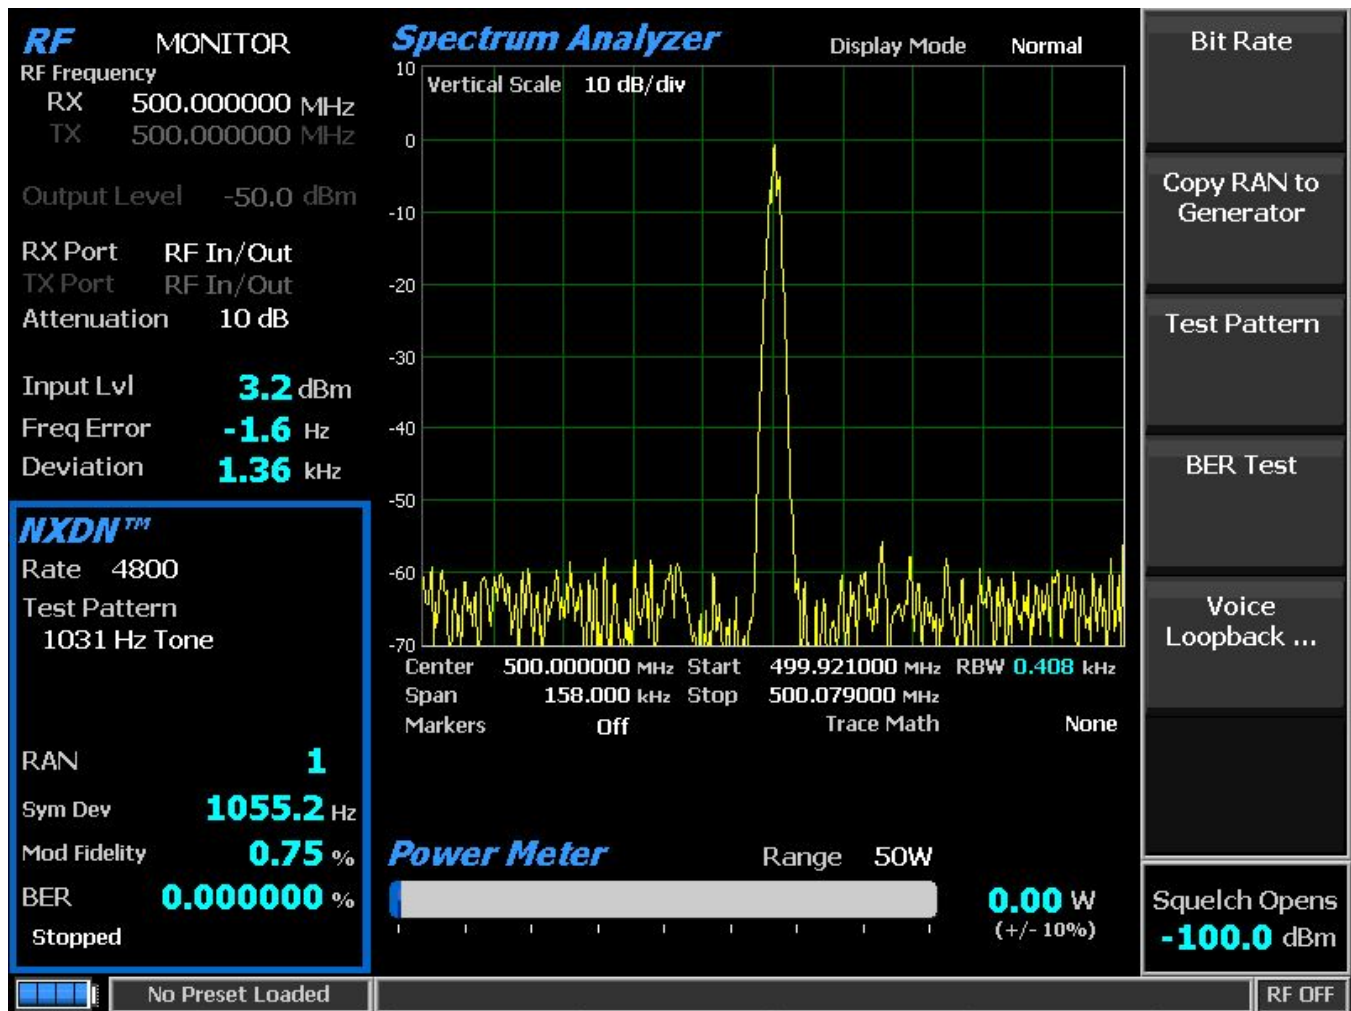 RF MONITOR
RF Frequency
RX 500.000000 MHz
TX 500.000000 MHz
Output Level -50.0 dBm
RX Port RF In/Out
TX Port RF In/Out
Attenuation 10 dB
Input Lvl 3.2 dBm
Freq Error -1.6 Hz
Deviation 1.36 kHz
NXDN™
Rate 4800
Test Pattern
1031 Hz Tone
RAN 1
Sym Dev 1055.2 Hz
Mod Fidelity 0.75 %
BER 0.000000 %
Stopped
Spectrum Analyzer Display Mode Normal
Vertical Scale 10 dB/div
10
0
-10
-20
-30
-40
-50
-60
-70
Center 500.000000 MHz Start 499.921000 MHz RBW 0.408 kHz
Span 158.000 kHz Stop 500.079000 MHz
Markers Off Trace Math None
Power Meter Range 50W
0.00 W
(+/- 10%)
Bit Rate
Copy RAN to
Generator
Test Pattern
BER Test
Voice
Loopback ...
Squelch Opens
-100.0 dBm
No Preset Loaded
RF OFF